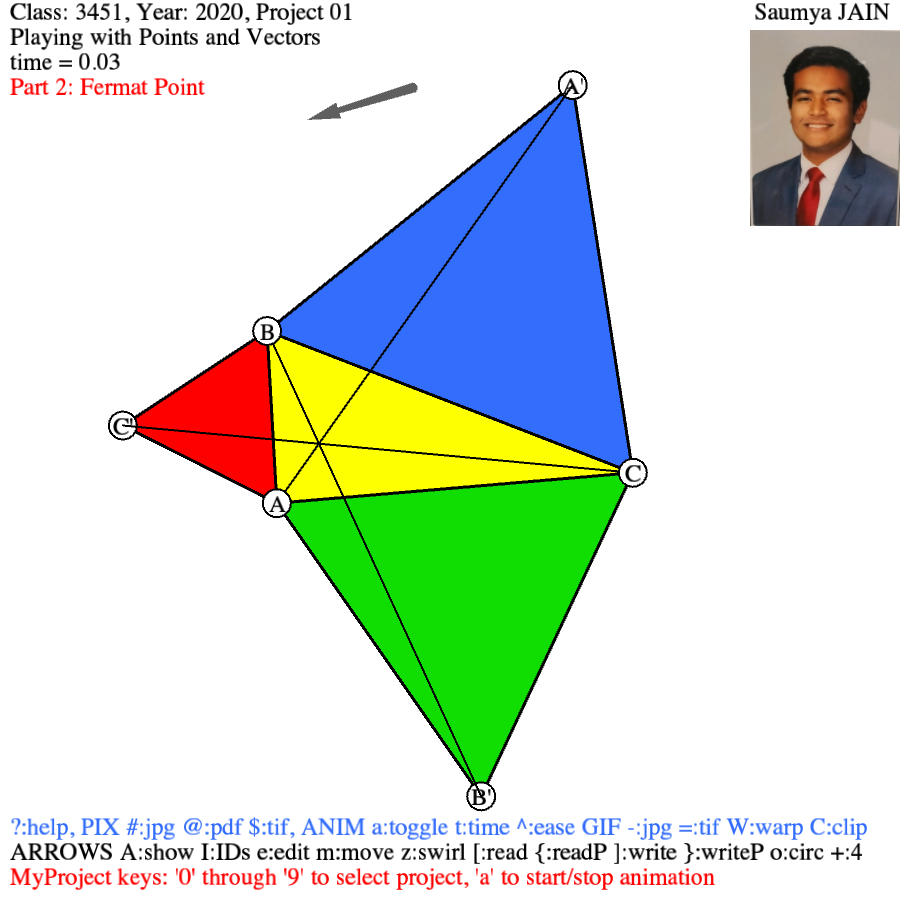 Class: 3451, Year: 2020, Project 01
Saumya JAIN
Playing with Points and Vectors
time = 0.03
Part 2: Fermat Point
A'
B
C'
C
A
B'
?:help, PIX #:jpg @:pdf $:tif, ANIM a:toggle t:time ^:ease GIF -:jpg =:tif W:warp C:clip
ARROWS A:show I:IDs e:edit m:move z:swirl [:read {:readP ]:write }:writeP o:circ +:4
MyProject keys: '0' through '9' to select project, 'a' to start/stop animation